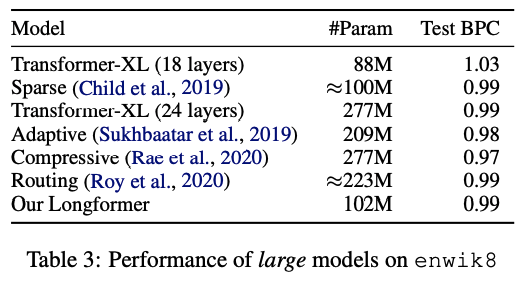 Model #Param Test BPC
Transformer-XL (18 layers) 88M 1.03
Sparse (Child et al., 2019) ≈100M 0.99
Transformer-XL (24 layers) 277M 0.99
Adaptive (Sukhbaatar et al., 2019) 209M 0.98
Compressive (Rae et al., 2020) 277M 0.97
Routing (Roy et al., 2020) ≈223M 0.99
Our Longformer 102M 0.99
Table 3: Performance of large models on enwik8